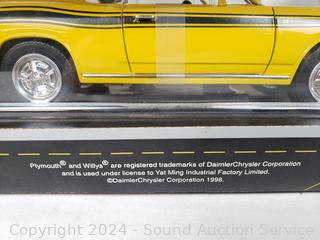 Plymouth® and Willys® are registered trademarks of DaimlerChrysler Corporation
and is used under license to Yat Ming Industrial Factory Limited.
©DaimlerChrysler Corporation 1998.
Copyright 2024 - Sound Auction Service